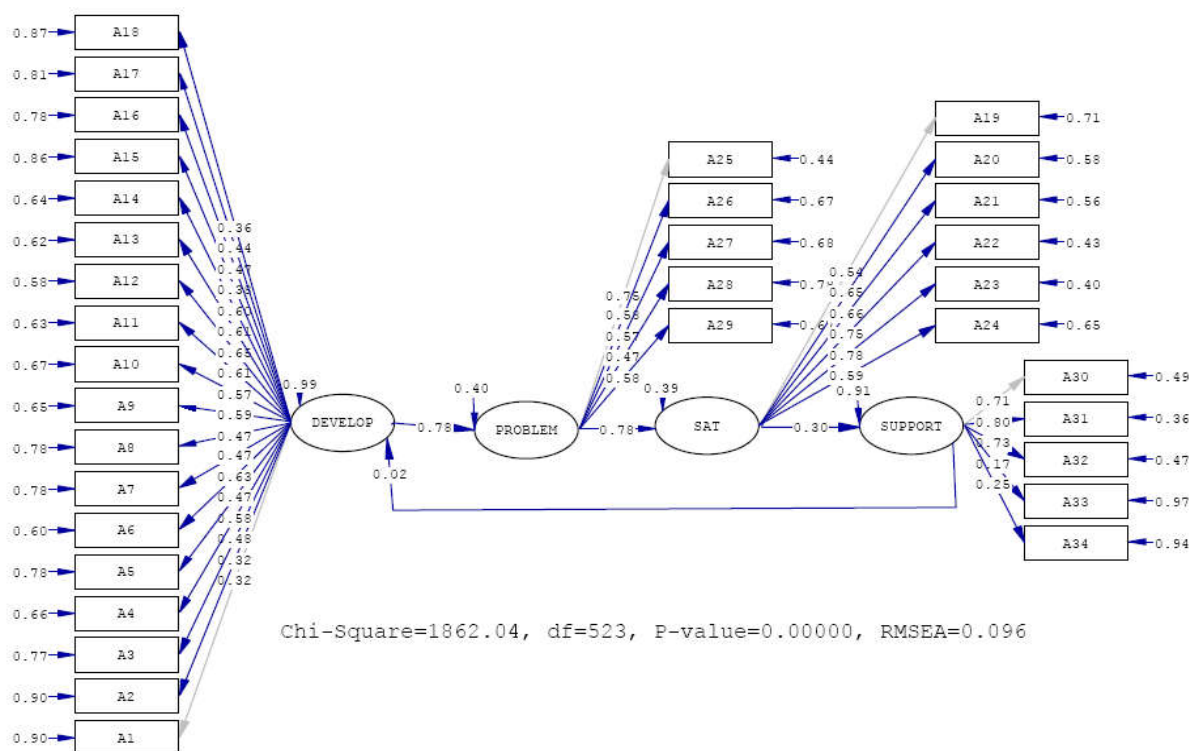 0.87 A18
0.81 A17
0.78 A16
0.86 A15
0.64 A14
0.62 A13
0.58 A12
0.63 A11
0.67 A10
0.65 A9
0.78 A8
0.78 A7
0.60 A6
0.78 A5
0.66 A4
0.77 A3
0.90 A2
0.90 A1
0.36
0.44
0.47
0.60
0.61
0.65
0.61
0.57
0.59
0.47
0.47
0.63
0.47
0.58
0.48
0.32
0.32
0.99
DEVELOP
0.78
0.02
0.40
PROBLEM
0.78
A25 0.44
A26 0.67
A27 0.68
A28
A29
0.75
0.58
0.57
0.47
0.58
0.39
SAT
0.30
A19 0.71
A20 0.58
A21 0.56
A22 0.43
A23 0.40
A24 0.65
0.54
0.65
0.66
0.75
0.78
0.59
0.91
SUPPORT
0.71
0.80
0.73
0.17
0.25
A30 0.49
A31 0.36
A32 0.47
A33 0.97
A34 0.94
Chi-Square=1862.04, df=523, P-value=0.00000, RMSEA=0.096